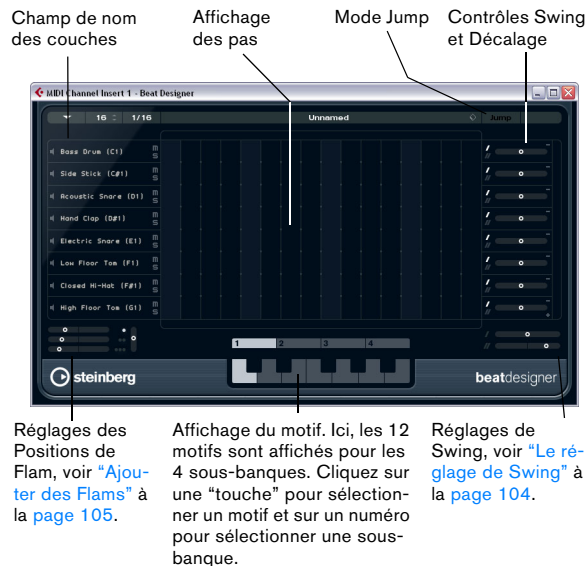 Champ de nom
des couches
Affichage
des pas
Mode Jump
Contrôles Swing
et Décalage
MIDI Channel Insert 1 - Beat Designer
16 1/16 Unnamed Jump
Bass Drum (C1) m s
Side Stick (C#1) m s
Acoustic Snare (D1) m s
Hand Clap (D#1) m s
Electric Snare (E1) m s
Low Floor Tom (F1) m s
Closed Hi-Hat (F#1) m s
High Floor Tom (G1) m s
1 2 3 4
steinberg
beatdesigner
Réglages des
Positions de
Flam, voir “Ajou-
ter des Flams” à
la page 105.
Affichage du motif. Ici, les 12
motifs sont affichés pour les
4 sous-banques. Cliquez sur
une “touche” pour sélection-
ner un motif et sur un numéro
pour sélectionner une sous-
banque.
Réglages de
Swing, voir “Le ré-
glage de Swing” à
la page 104.